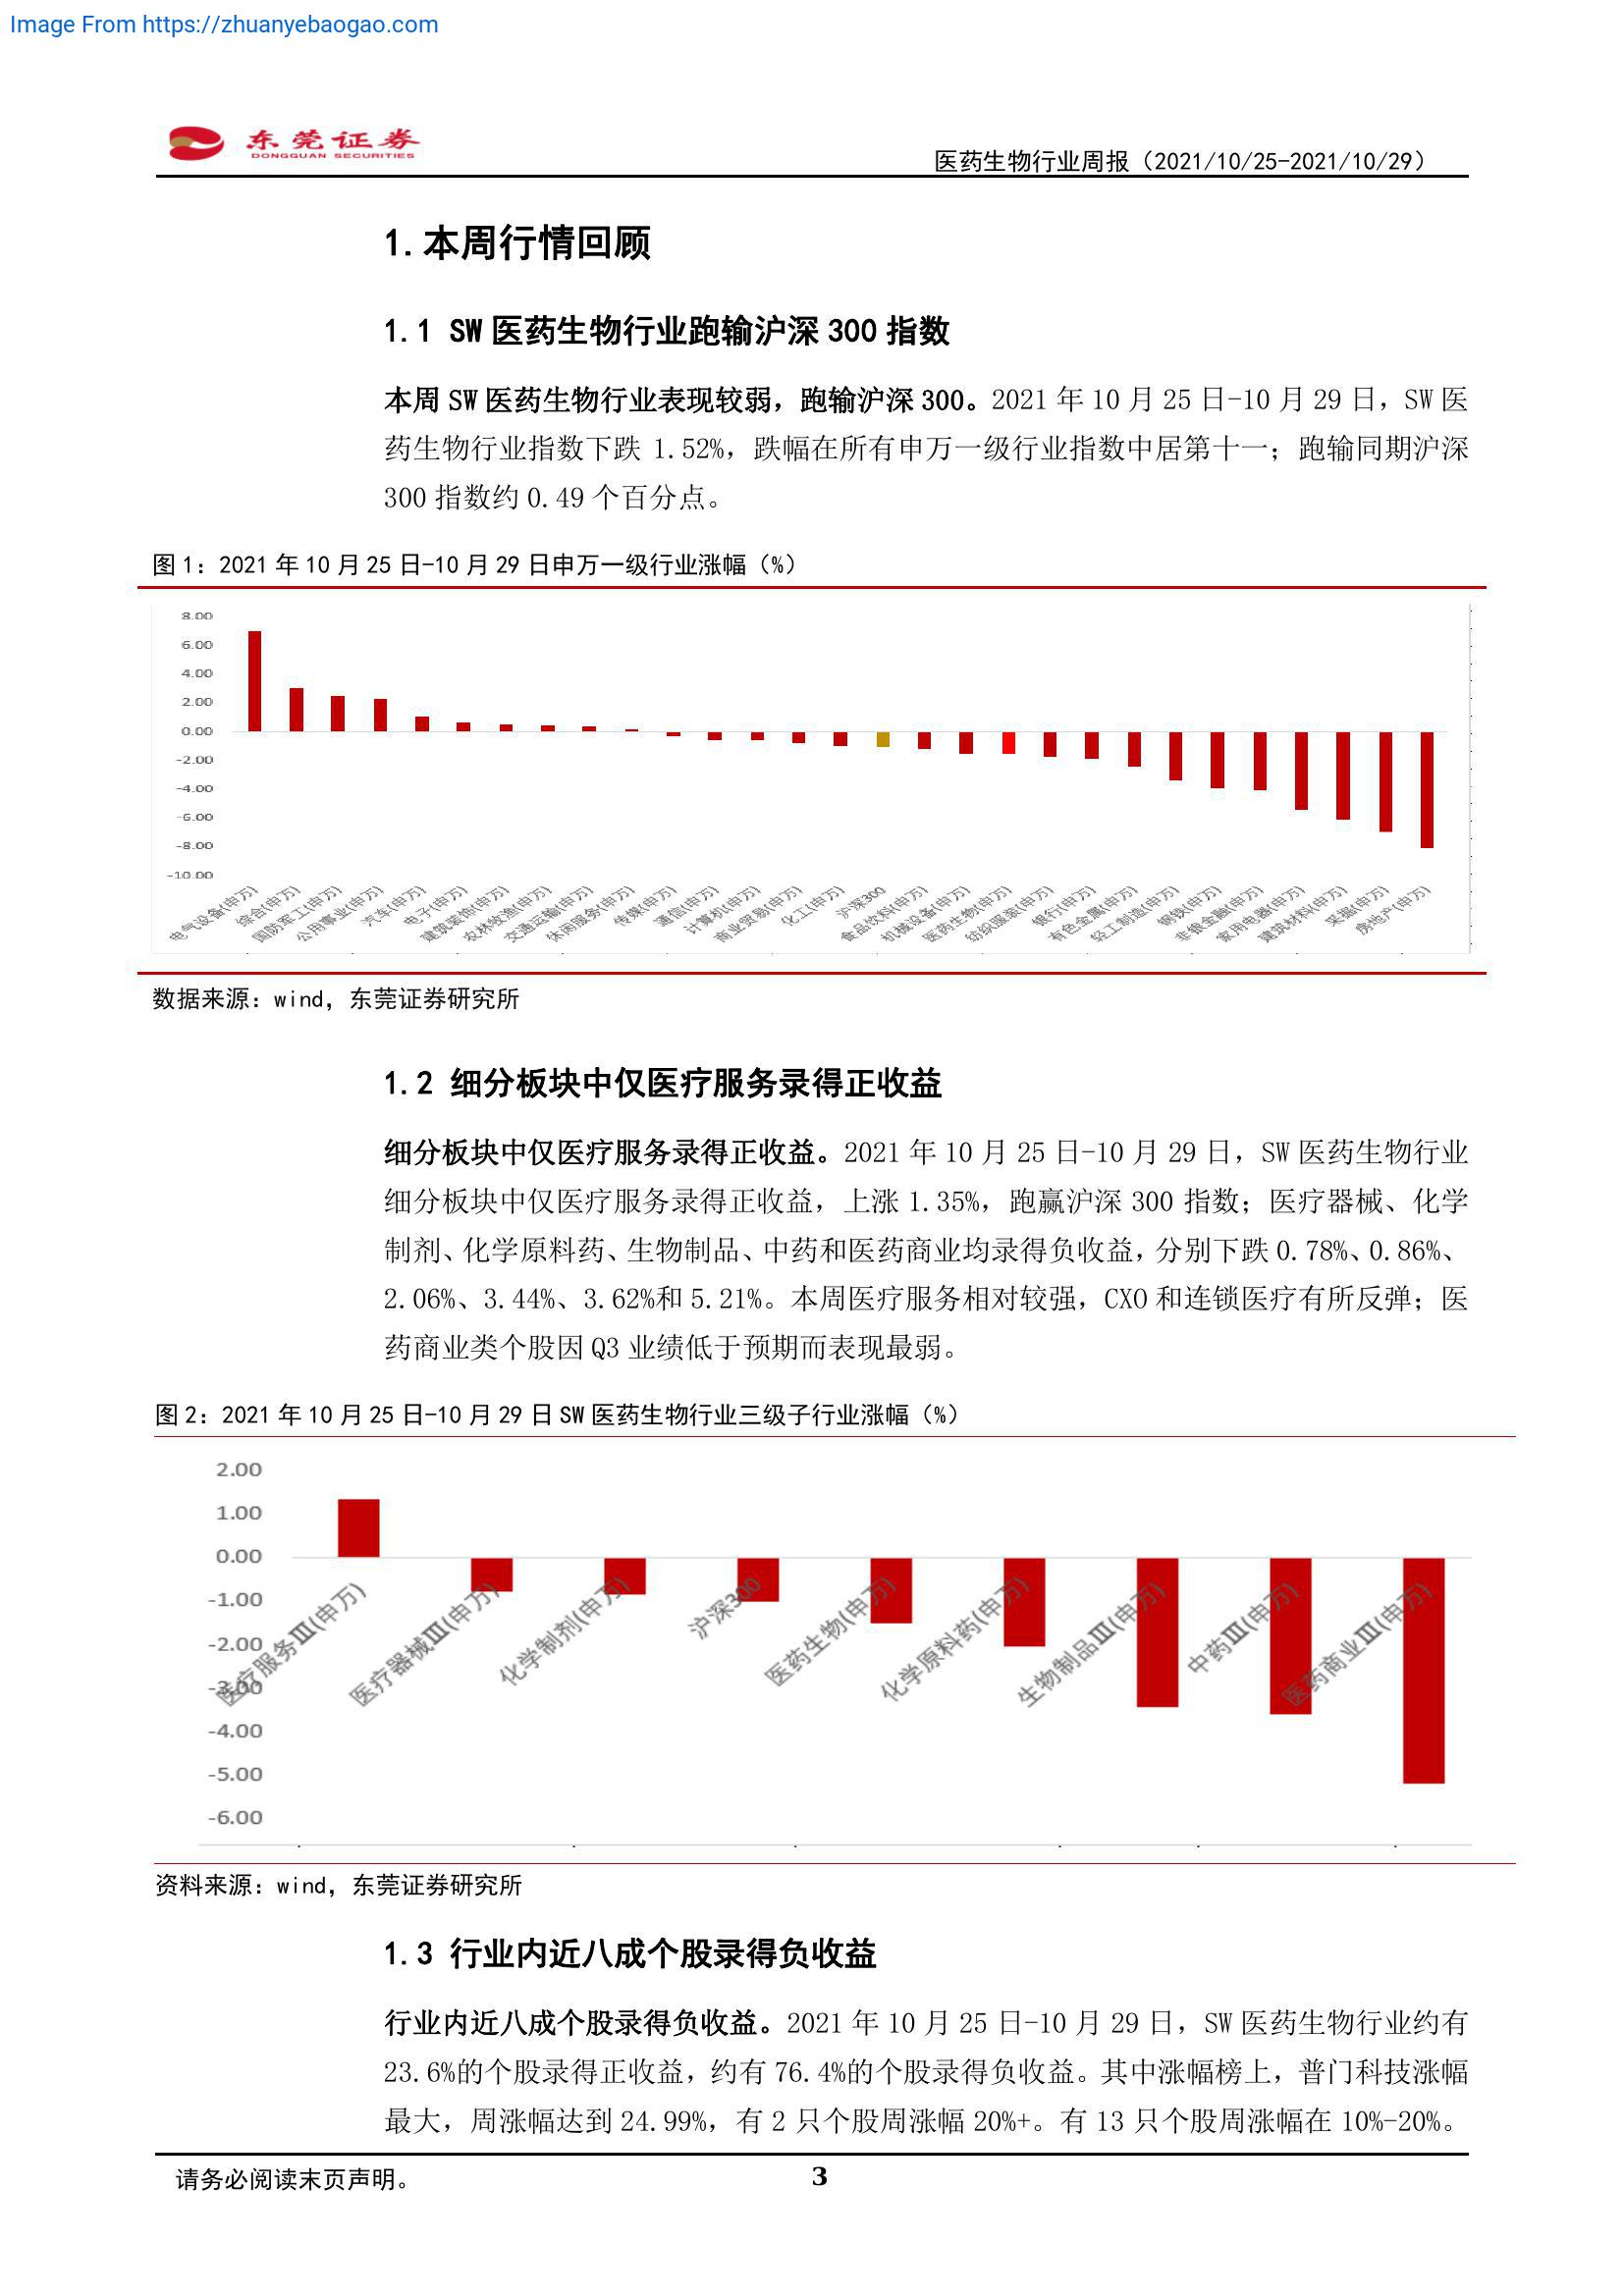 Image From https://zhuanyebaogao.com
东莞证券
DONGGUAN SECURITIES
医药生物行业周报（2021/10/25-2021/10/29）
1.本周行情回顾
1.1 SW 医药生物行业跑输沪深 300 指数
本周 SW 医药生物行业表现较弱，跑输沪深 300。2021 年 10 月 25 日-10 月 29 日，SW 医
药生物行业指数下跌 1.52%，跌幅在所有申万一级行业指数中居第十一；跑输同期沪深
300 指数约 0.49 个百分点。
图 1：2021 年 10 月 25 日-10 月 29 日申万一级行业涨幅（%）
8.00
6.00
4.00
2.00
0.00
-2.00
-4.00
-6.00
-8.00
-10.00
电气设备(申万)
综合(申万)
国防军工(申万)
公用事业(申万)
汽车(申万)
电子(申万)
建筑装饰(申万)
农林牧渔(申万)
交通运输(申万)
休闲服务(申万)
传媒(申万)
通信(申万)
计算机(申万)
商业贸易(申万)
化工(申万)
沪深300
食品饮料(申万)
机械设备(申万)
医药生物(申万)
纺织服装(申万)
银行(申万)
有色金属(申万)
轻工制造(申万)
钢铁(申万)
非银金融(申万)
家用电器(申万)
建筑材料(申万)
采掘(申万)
房地产(申万)
数据来源：wind，东莞证券研究所
1.2 细分板块中仅医疗服务录得正收益
细分板块中仅医疗服务录得正收益。2021 年 10 月 25 日-10 月 29 日，SW 医药生物行业
细分板块中仅医疗服务录得正收益，上涨 1.35%，跑赢沪深 300 指数；医疗器械、化学
制剂、化学原料药、生物制品、中药和医药商业均录得负收益，分别下跌 0.78%、0.86%、
2.06%、3.44%、3.62%和 5.21%。本周医疗服务相对较强，CXO 和连锁医疗有所反弹；医
药商业类个股因 Q3 业绩低于预期而表现最弱。
图 2：2021 年 10 月 25 日-10 月 29 日 SW 医药生物行业三级子行业涨幅（%）
2.00
1.00
0.00
-1.00
-2.00
-3.00
-4.00
-5.00
-6.00
医疗服务Ⅲ(申万)
医疗器械Ⅲ(申万)
化学制剂(申万)
沪深300
医药生物(申万)
化学原料药(申万)
生物制品Ⅲ(申万)
中药Ⅲ(申万)
医药商业Ⅲ(申万)
资料来源：wind，东莞证券研究所
1.3 行业内近八成个股录得负收益
行业内近八成个股录得负收益。2021 年 10 月 25 日-10 月 29 日，SW 医药生物行业约有
23.6%的个股录得正收益，约有 76.4%的个股录得负收益。其中涨幅榜上，普门科技涨幅
最大，周涨幅达到 24.99%，有 2 只个股周涨幅 20%+。有 13 只个股周涨幅在 10%-20%。
请务必阅读末页声明。
3